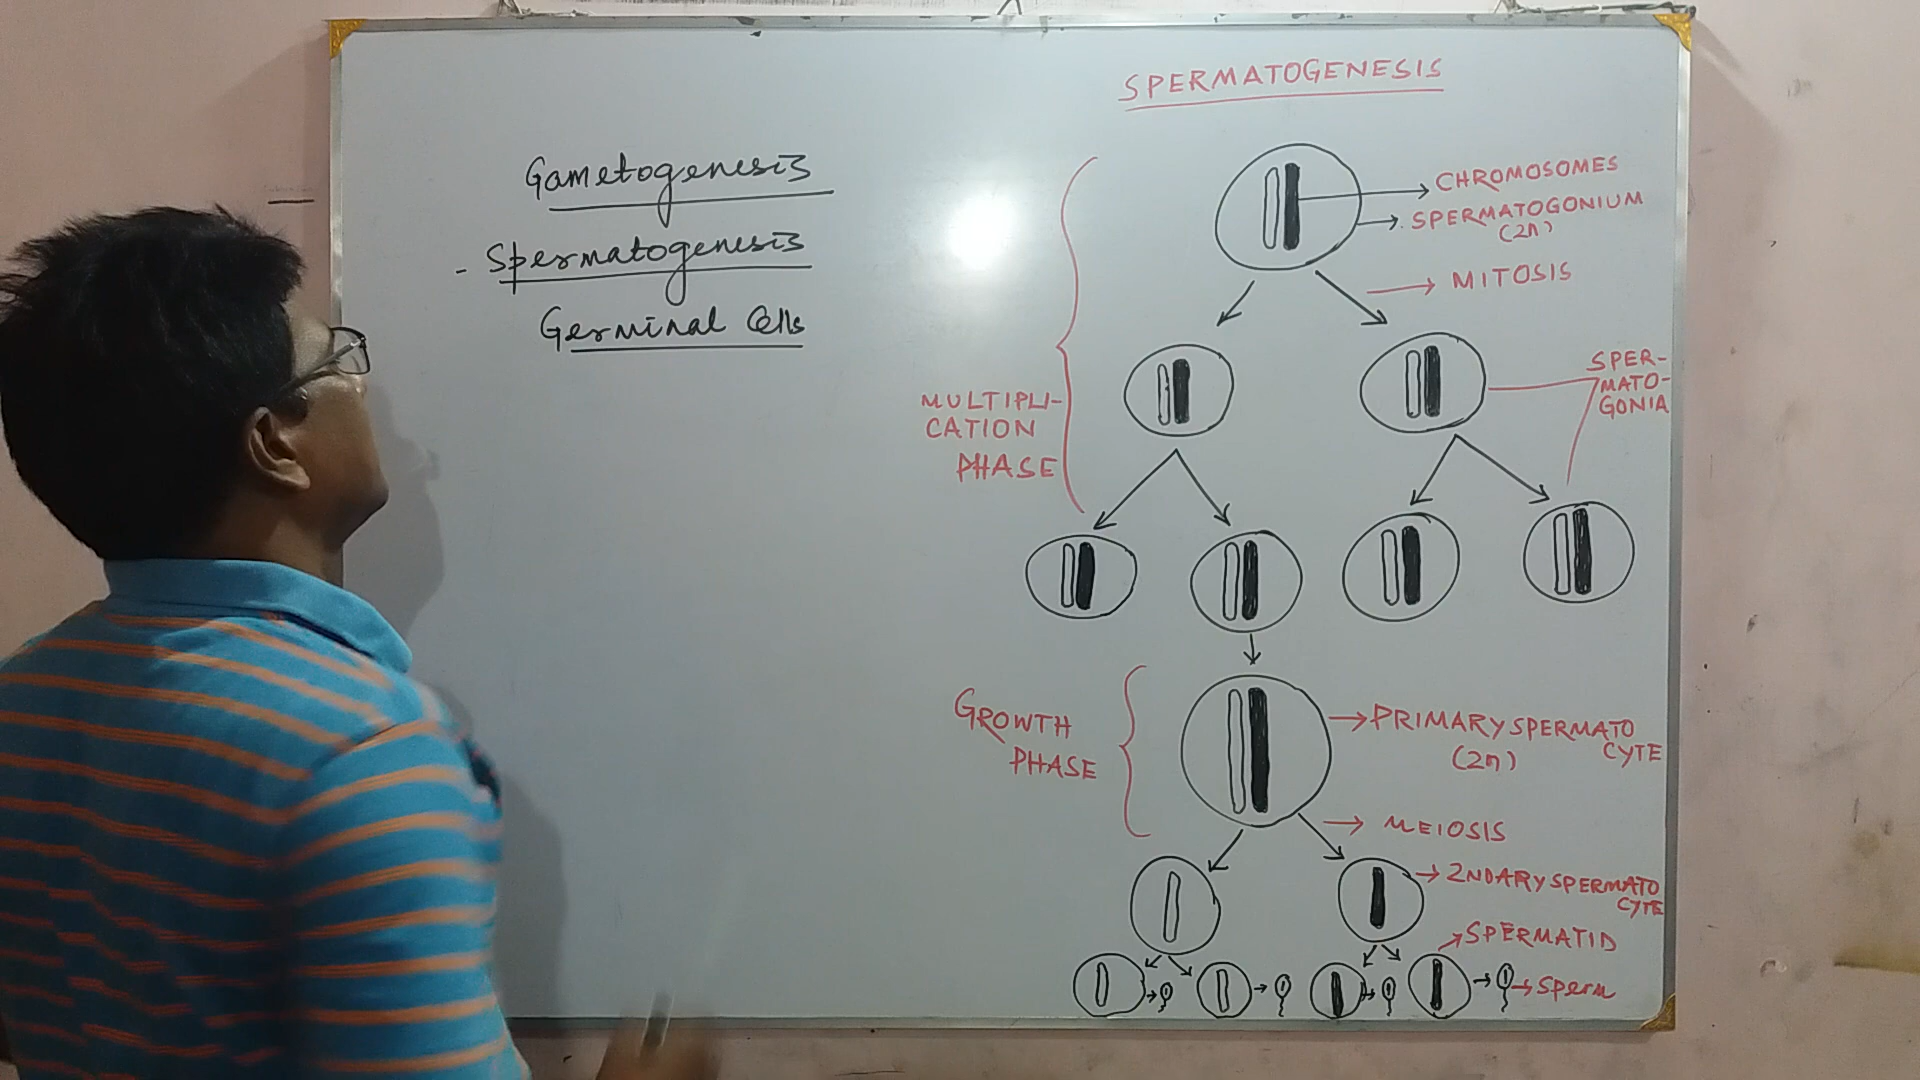 Gametogenesis
- Spermatogenesis
Germinal Cells
SPERMATOGENESIS
CHROMOSOMES
SPERMATOGONIUM
(2n)
MITOSIS
SPER-
MATO-
GONIA
MULTIPLI-
CATION
PHASE
GROWTH
PHASE
PRIMARY SPERMATO
CYTE
(2n)
MEIOSIS
2NDARY SPERMATO
CYTE
SPERMATID
Sperm